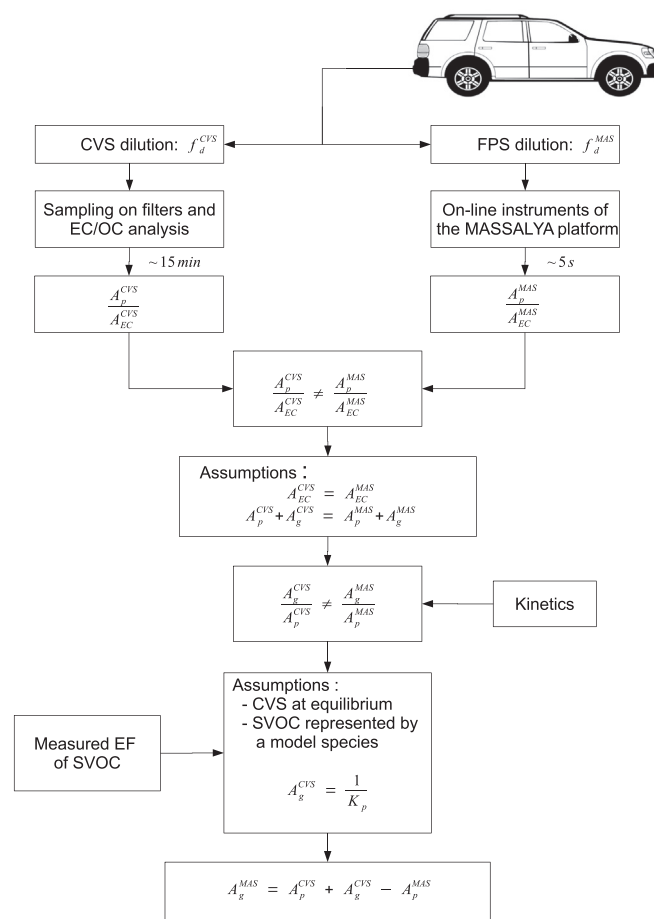 CVS dilution: f_d^CVS
FPS dilution: f_d^MAS
Sampling on filters and
EC/OC analysis
On-line instruments of
the MASSALYA platform
~15 min
~5 s
A_p^CVS / A_EC^CVS
A_p^MAS / A_EC^MAS
A_p^CVS / A_EC^CVS ≠ A_p^MAS / A_EC^MAS
Assumptions :
A_EC^CVS = A_EC^MAS
A_p^CVS + A_g^CVS = A_p^MAS + A_g^MAS
A_g^CVS / A_p^CVS ≠ A_g^MAS / A_p^MAS
Kinetics
Assumptions :
- CVS at equilibrium
- SVOC represented by
a model species
Measured EF
of SVOC
A_g^CVS = 1 / K_p
A_g^MAS = A_p^CVS + A_g^CVS − A_p^MAS